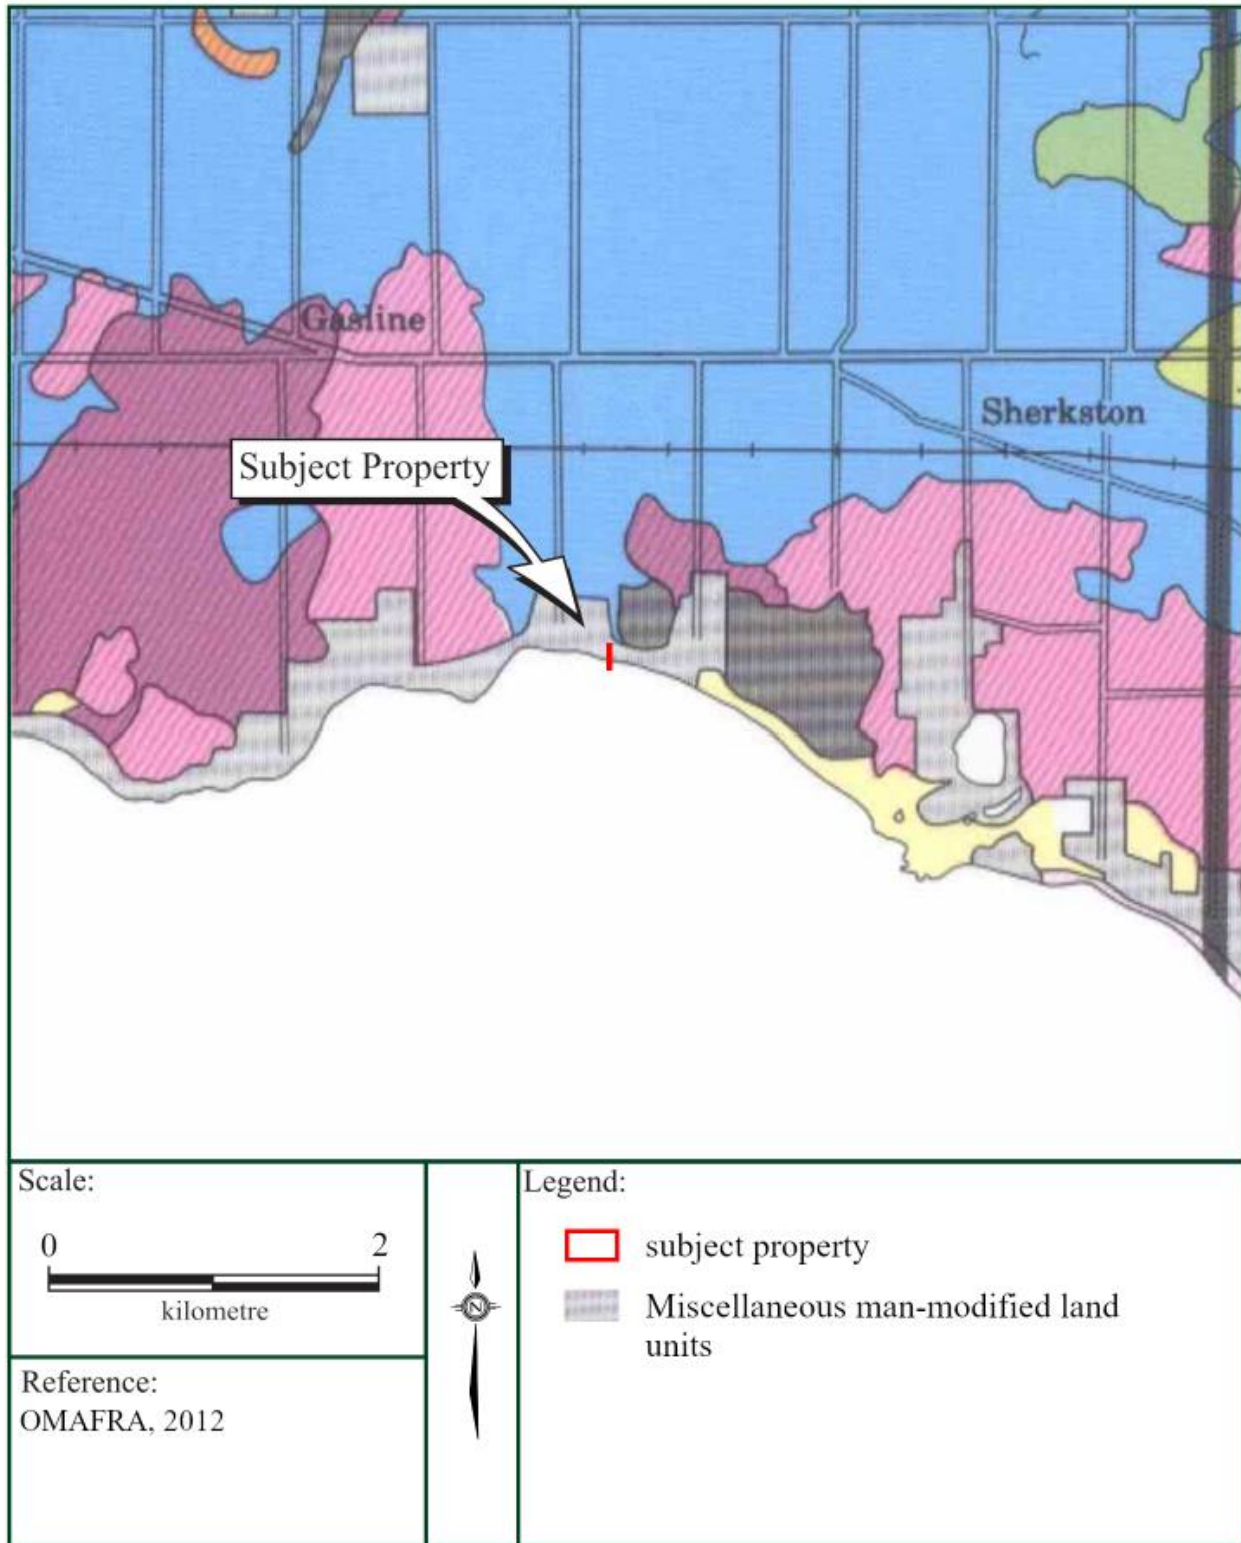 Gasline
Sherkston
Subject Property
Scale:
0 2
kilometre
N
Legend:
subject property
Miscellaneous man-modified land
units
Reference:
OMAFRA, 2012